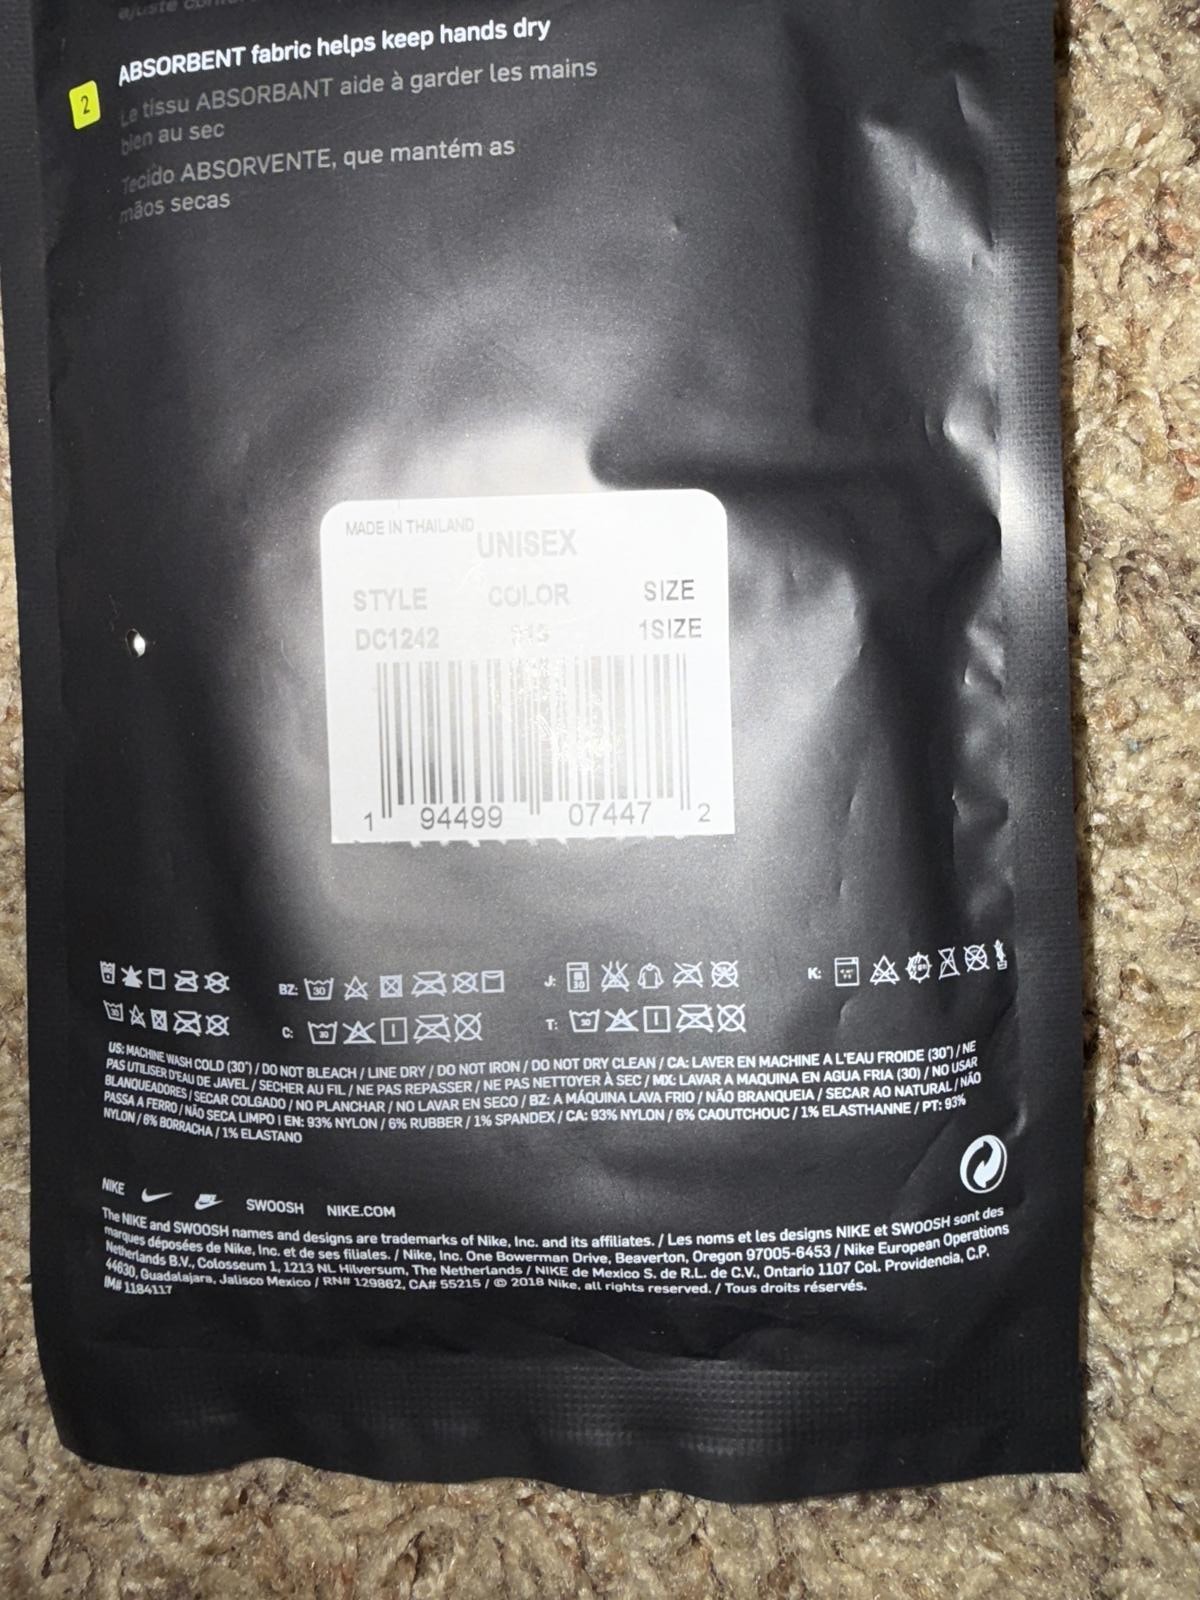 ABSORBENT fabric helps keep hands dry
2
Le tissu ABSORBANT aide à garder les mains
bien au sec
Tecido ABSORVENTE, que mantém as
mãos secas
MADE IN THAILAND
UNISEX
STYLE COLOR SIZE
DC1242 1SIZE
1 94499 07447 2
BZ: 30 J: 30 K:
30 C: 30 T: 30
US: MACHINE WASH COLD (30°) / DO NOT BLEACH / LINE DRY / DO NOT IRON / DO NOT DRY CLEAN / CA: LAVER EN MACHINE A L'EAU FROIDE (30°) / NE
PAS UTILISER D'EAU DE JAVEL / SECHER AU FIL / NE PAS REPASSER / NE PAS NETTOYER À SEC / MX: LAVAR A MAQUINA EN AGUA FRIA (30) / NO USAR
BLANQUEADORES / SECAR COLGADO / NO PLANCHAR / NO LAVAR EN SECO / BZ: A MÁQUINA LAVA FRIO / NÃO BRANQUEIA / SECAR AO NATURAL / NÃO
PASSA A FERRO / NÃO SECA LIMPO | EN: 93% NYLON / 6% RUBBER / 1% SPANDEX / CA: 93% NYLON / 6% CAOUTCHOUC / 1% ELASTHANNE / PT: 93%
NYLON / 6% BORRACHA / 1% ELASTANO
NIKE NIKE SWOOSH NIKE.COM
The NIKE and SWOOSH names and designs are trademarks of Nike, Inc. and its affiliates. / Les noms et les designs NIKE et SWOOSH sont des
marques déposées de Nike, Inc. et de ses filiales. / Nike, Inc. One Bowerman Drive, Beaverton, Oregon 97005-6453 / Nike European Operations
Netherlands B.V., Colosseum 1, 1213 NL Hilversum, The Netherlands / NIKE de Mexico S. de R.L. de C.V., Ontario 1107 Col. Providencia, C.P.
44630, Guadalajara, Jalisco Mexico / RN# 129862, CA# 55215 / © 2018 Nike, all rights reserved. / Tous droits réservés.
IM# 1184117